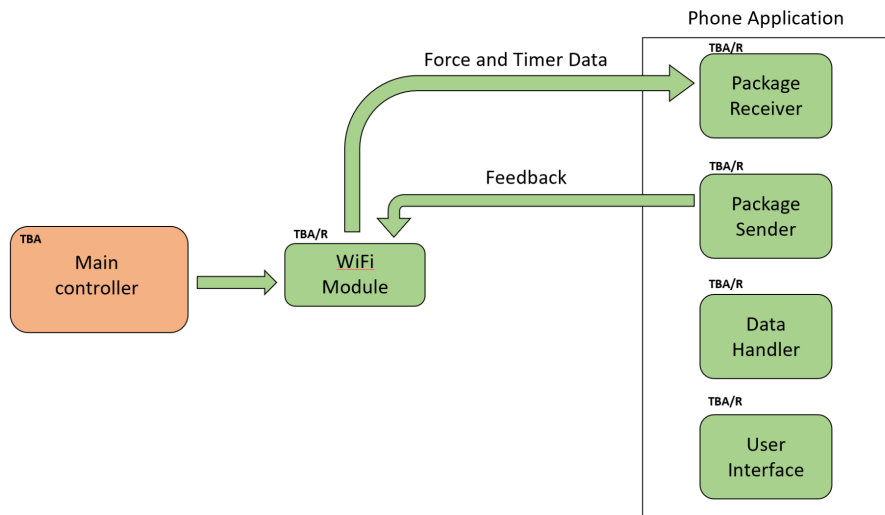 Phone Application
TBA/R
Package
Receiver
Force and Timer Data
TBA/R
Package
Sender
Feedback
TBA
Main
controller
TBA/R
WiFi
Module
TBA/R
Data
Handler
TBA/R
User
Interface